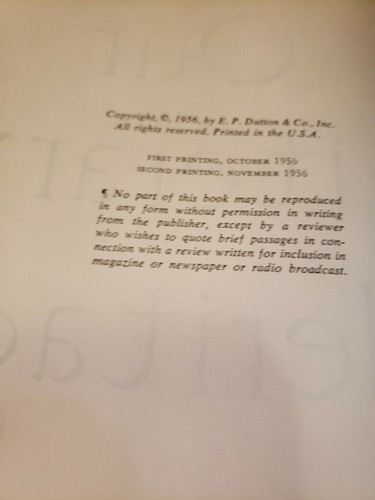 Copyright, ©, 1956, by E. P. Dutton & Co., Inc.
All rights reserved. Printed in the U.S.A.
FIRST PRINTING, OCTOBER 1956
SECOND PRINTING, NOVEMBER 1956
¶ No part of this book may be reproduced
in any form without permission in writing
from the publisher, except by a reviewer
who wishes to quote brief passages in con-
nection with a review written for inclusion in
magazine or newspaper or radio broadcast.